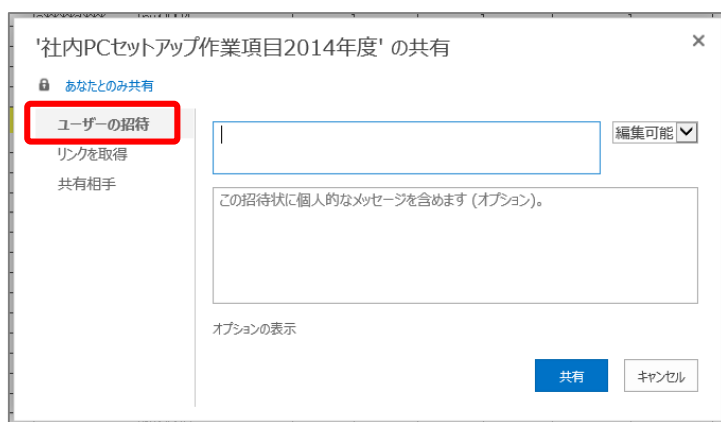 '社内PCセットアップ作業項目2014年度' の共有
あなたとのみ共有
ユーザーの招待
リンクを取得
共有相手
編集可能
この招待状に個人的なメッセージを含めます (オプション)。
オプションの表示
共有
キャンセル